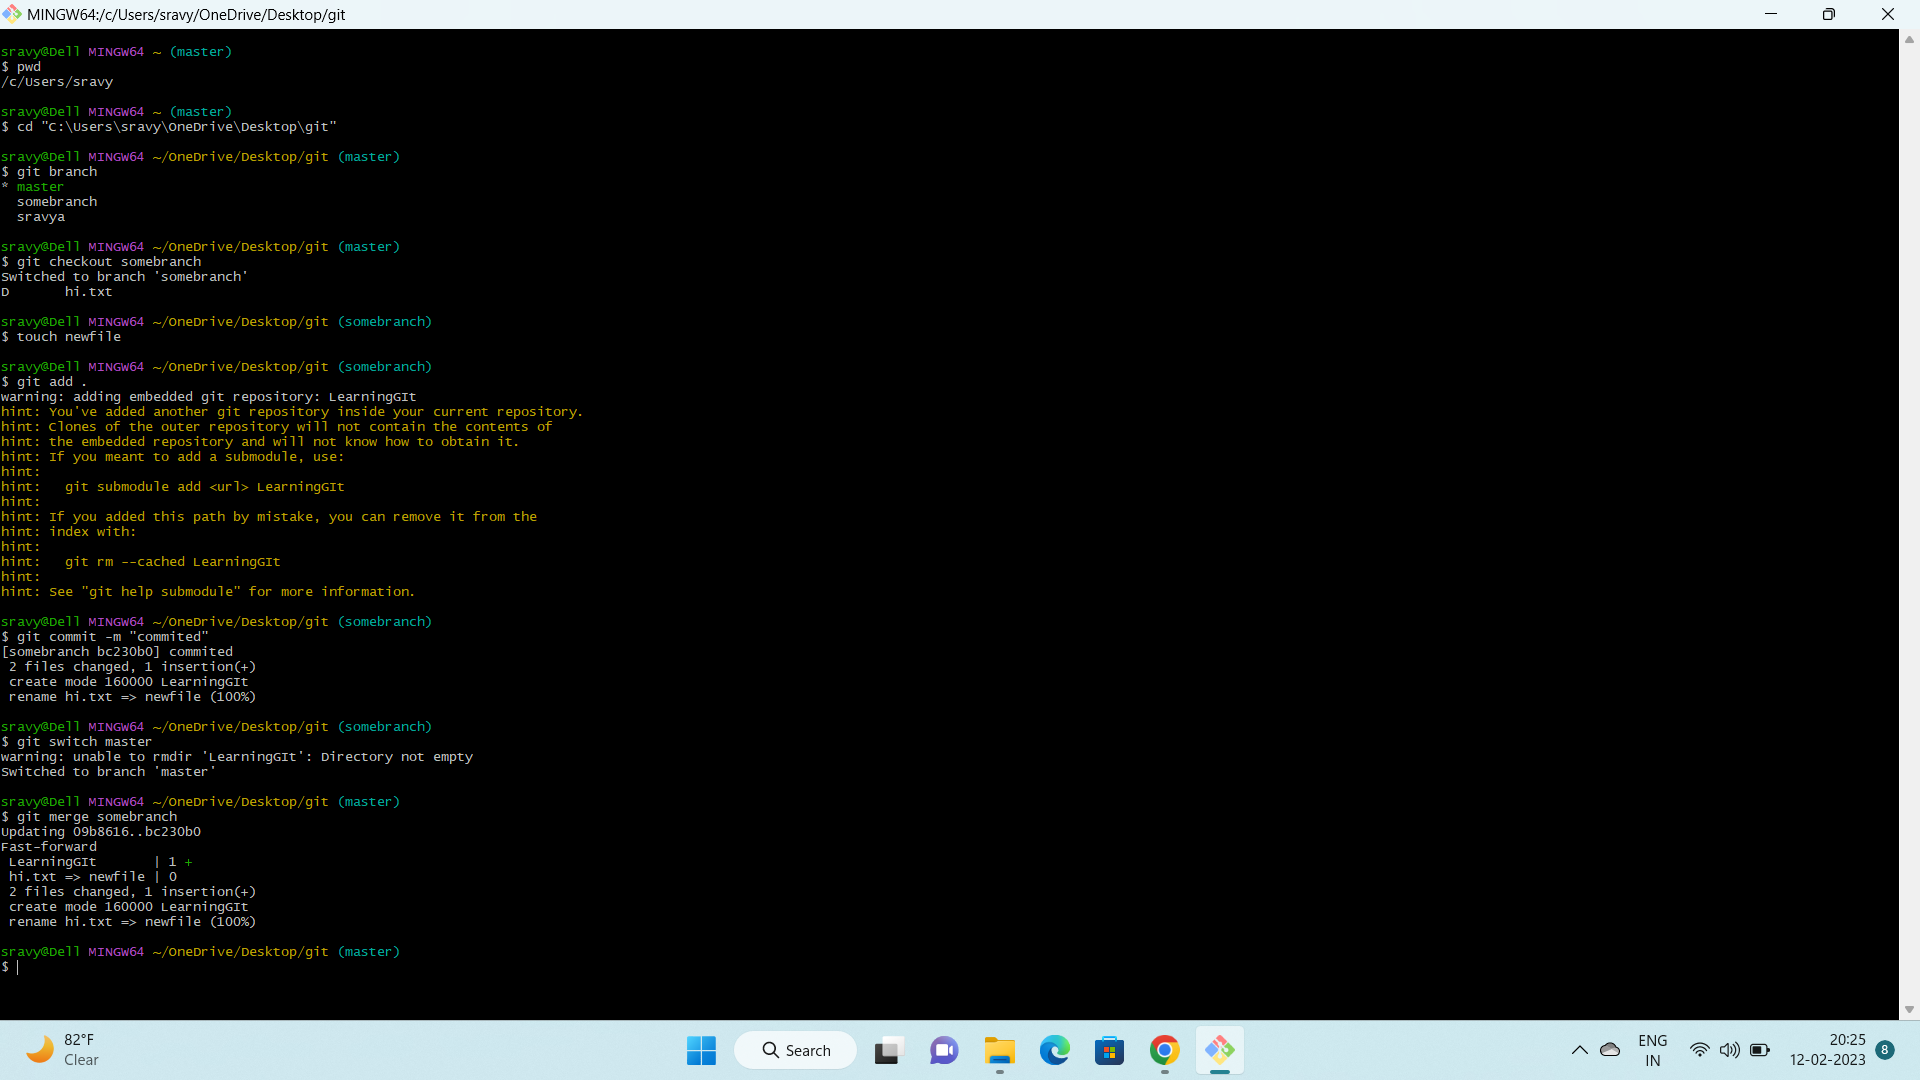 MINGW64:/c/Users/sravy/OneDrive/Desktop/git
sravy@Dell MINGW64 ~ (master)
$ pwd
/c/Users/sravy
sravy@Dell MINGW64 ~ (master)
$ cd "C:\Users\sravy\OneDrive\Desktop\git"
sravy@Dell MINGW64 ~/OneDrive/Desktop/git (master)
$ git branch
* master
  somebranch
  sravya
sravy@Dell MINGW64 ~/OneDrive/Desktop/git (master)
$ git checkout somebranch
Switched to branch 'somebranch'
D       hi.txt
sravy@Dell MINGW64 ~/OneDrive/Desktop/git (somebranch)
$ touch newfile
sravy@Dell MINGW64 ~/OneDrive/Desktop/git (somebranch)
$ git add .
warning: adding embedded git repository: LearningGIt
hint: You've added another git repository inside your current repository.
hint: Clones of the outer repository will not contain the contents of
hint: the embedded repository and will not know how to obtain it.
hint: If you meant to add a submodule, use:
hint:
hint:   git submodule add <url> LearningGIt
hint:
hint: If you added this path by mistake, you can remove it from the
hint: index with:
hint:
hint:   git rm --cached LearningGIt
hint:
hint: See "git help submodule" for more information.
sravy@Dell MINGW64 ~/OneDrive/Desktop/git (somebranch)
$ git commit -m "commited"
[somebranch bc230b0] commited
 2 files changed, 1 insertion(+)
 create mode 160000 LearningGIt
 rename hi.txt => newfile (100%)
sravy@Dell MINGW64 ~/OneDrive/Desktop/git (somebranch)
$ git switch master
warning: unable to rmdir 'LearningGIt': Directory not empty
Switched to branch 'master'
sravy@Dell MINGW64 ~/OneDrive/Desktop/git (master)
$ git merge somebranch
Updating 09b8616..bc230b0
Fast-forward
 LearningGIt       | 1 +
 hi.txt => newfile | 0
 2 files changed, 1 insertion(+)
 create mode 160000 LearningGIt
 rename hi.txt => newfile (100%)
sravy@Dell MINGW64 ~/OneDrive/Desktop/git (master)
$
82°F
Clear
Search
ENG
IN
20:25
12-02-2023
8